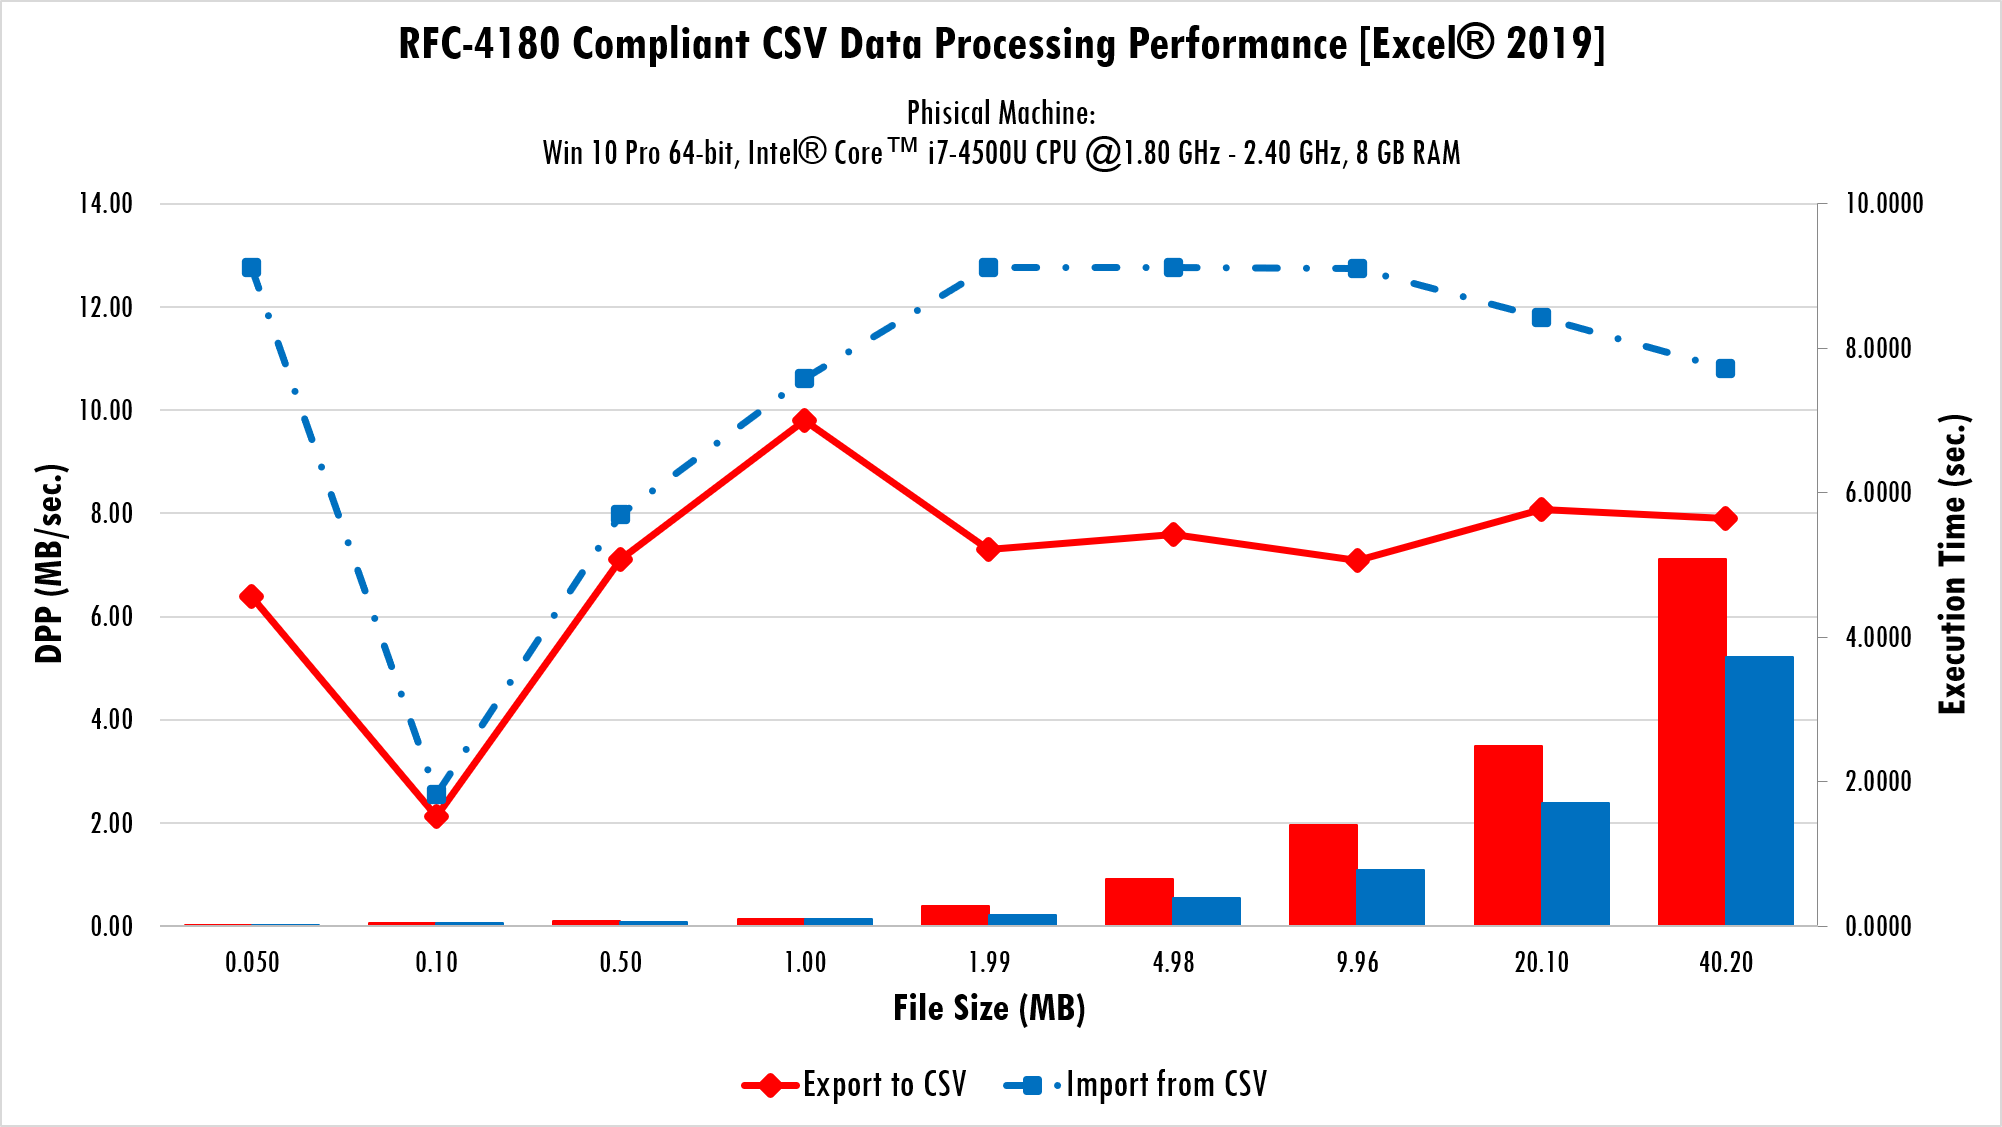 RFC-4180 Compliant CSV Data Processing Performance [Excel® 2019]
Phisical Machine:
Win 10 Pro 64-bit, Intel® Core™ i7-4500U CPU @1.80 GHz - 2.40 GHz, 8 GB RAM
DPP (MB/sec.)
14.00
12.00
10.00
8.00
6.00
4.00
2.00
0.00
10.0000
8.0000
6.0000
4.0000
2.0000
0.0000
Execution Time (sec.)
0.050 0.10 0.50 1.00 1.99 4.98 9.96 20.10 40.20
File Size (MB)
Export to CSV Import from CSV